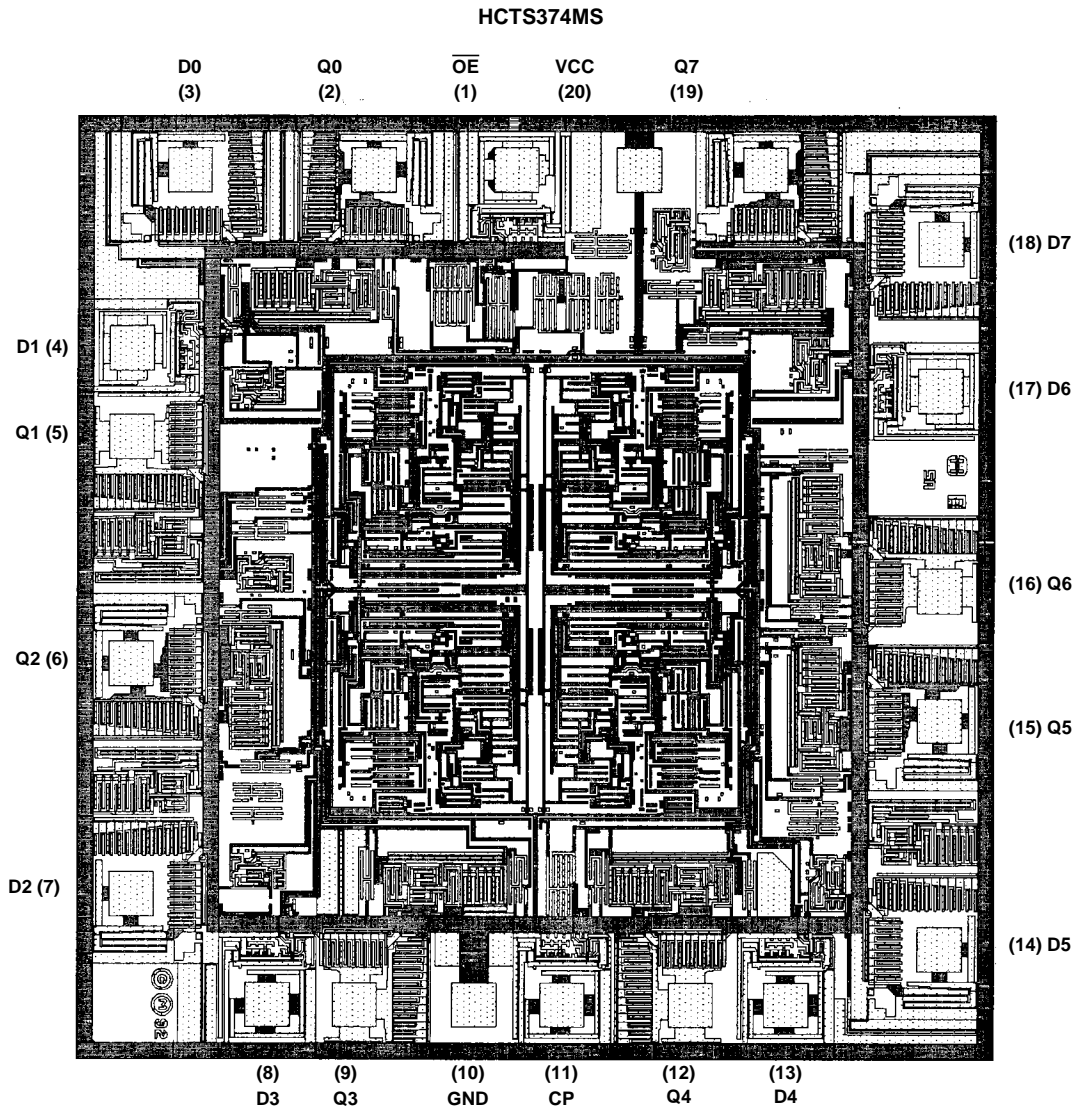 HCTS374MS
D0 Q0 OE VCC Q7
(3) (2) (1) (20) (19)
(18) D7
D1 (4)
(17) D6
Q1 (5)
(16) Q6
Q2 (6)
(15) Q5
D2 (7)
(14) D5
(8) (9) (10) (11) (12) (13)
D3 Q3 GND CP Q4 D4